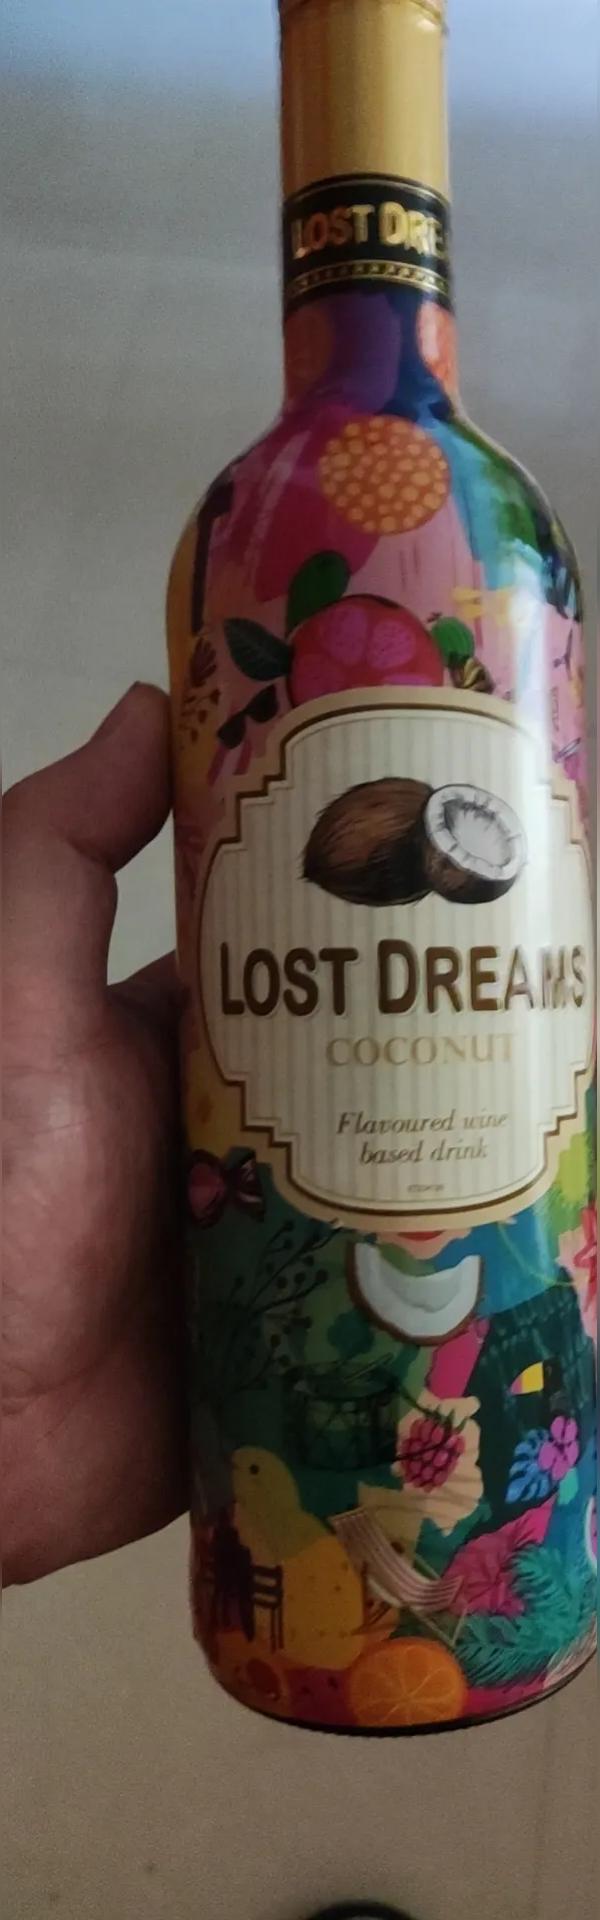 LOST DRE
LOST DREAMS
COCONUT
Flavoured wine
based drink